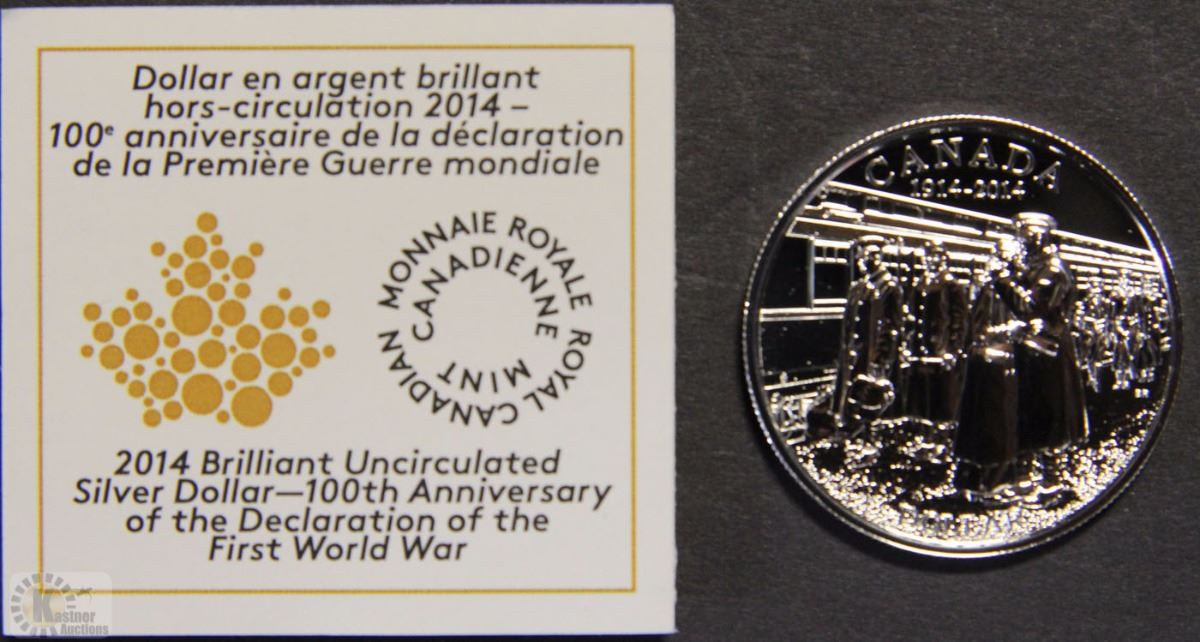 Dollar en argent brillant
hors-circulation 2014 –
100e anniversaire de la déclaration
de la Première Guerre mondiale
MONNAIE ROYALE
CANADIENNE
ROYAL CANADIAN
MINT
2014 Brilliant Uncirculated
Silver Dollar—100th Anniversary
of the Declaration of the
First World War
CANADA
1914-2014
DOLLAR
Kastner
Auctions